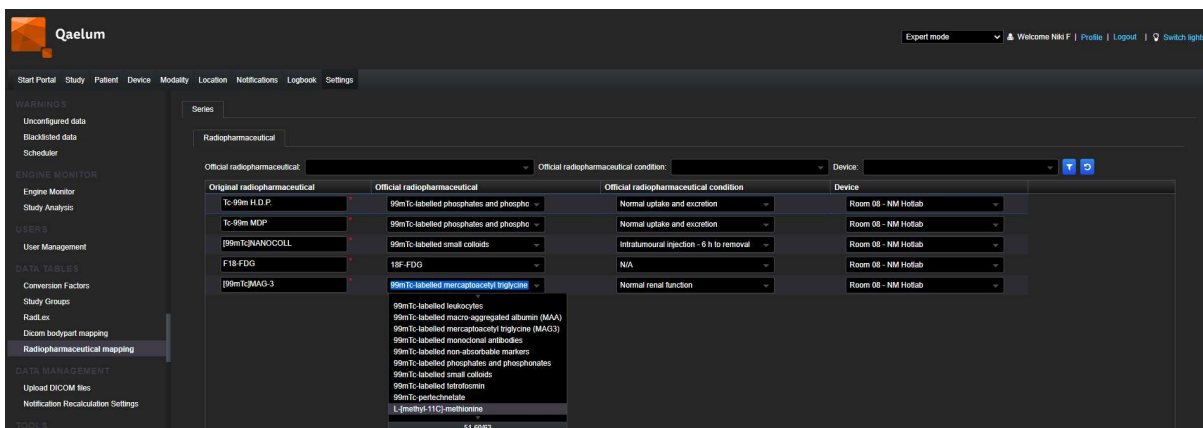 Qaelum
Expert mode Welcome Niki F | Profile | Logout | Switch lights
Start Portal Study Patient Device Modality Location Notifications Logbook Settings
WARNINGS
Unconfigured data
Blacklisted data
Scheduler
ENGINE MONITOR
Engine Monitor
Study Analysis
USERS
User Management
DATA TABLES
Conversion Factors
Study Groups
RadLex
Dicom bodypart mapping
Radiopharmaceutical mapping
DATA MANAGEMENT
Upload DICOM files
Notification Recalculation Settings
TOOLS
Series
Radiopharmaceutical
Official radiopharmaceutical: Official radiopharmaceutical condition: Device:
Original radiopharmaceutical Official radiopharmaceutical Official radiopharmaceutical condition Device
Tc-99m H.D.P. * 99mTc-labelled phosphates and phospho Normal uptake and excretion Room 08 - NM Hotlab
Tc-99m MDP * 99mTc-labelled phosphates and phospho Normal uptake and excretion Room 08 - NM Hotlab
[99mTc]NANOCOLL * 99mTc-labelled small colloids Intratumoural injection - 6 h to removal Room 08 - NM Hotlab
F18-FDG * 18F-FDG N/A Room 08 - NM Hotlab
[99mTc]MAG-3 * 99mTc-labelled mercaptoacetyl triglycine Normal renal function Room 08 - NM Hotlab
99mTc-labelled leukocytes
99mTc-labelled macro-aggregated albumin (MAA)
99mTc-labelled mercaptoacetyl triglycine (MAG3)
99mTc-labelled monoclonal antibodies
99mTc-labelled non-absorbable markers
99mTc-labelled phosphates and phosphonates
99mTc-labelled small colloids
99mTc-labelled tetrofosmin
99mTc-pertechnetate
L-[methyl-11C]-methionine